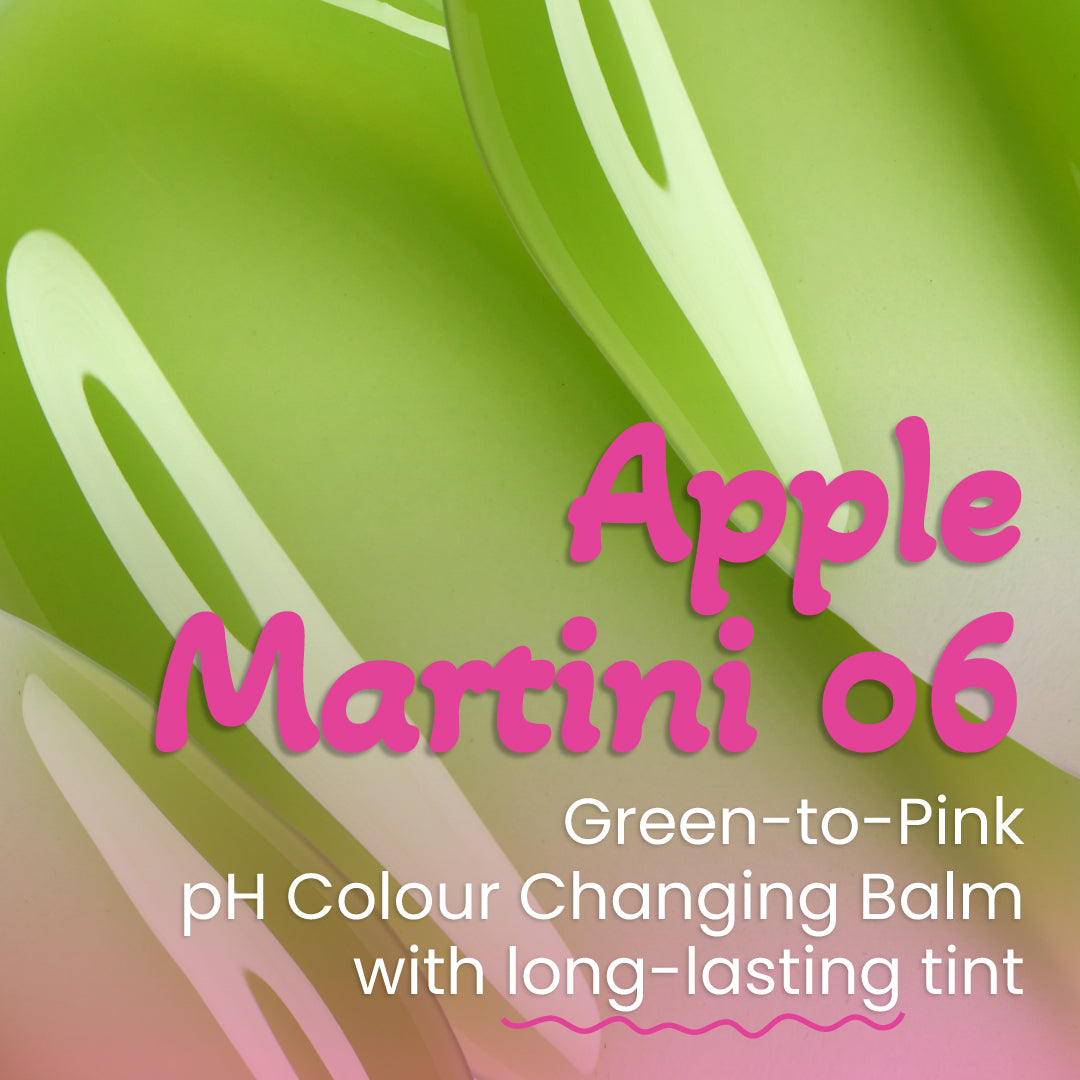 Apple
Martini 06
Green-to-Pink
pH Colour Changing Balm
with long-lasting tint